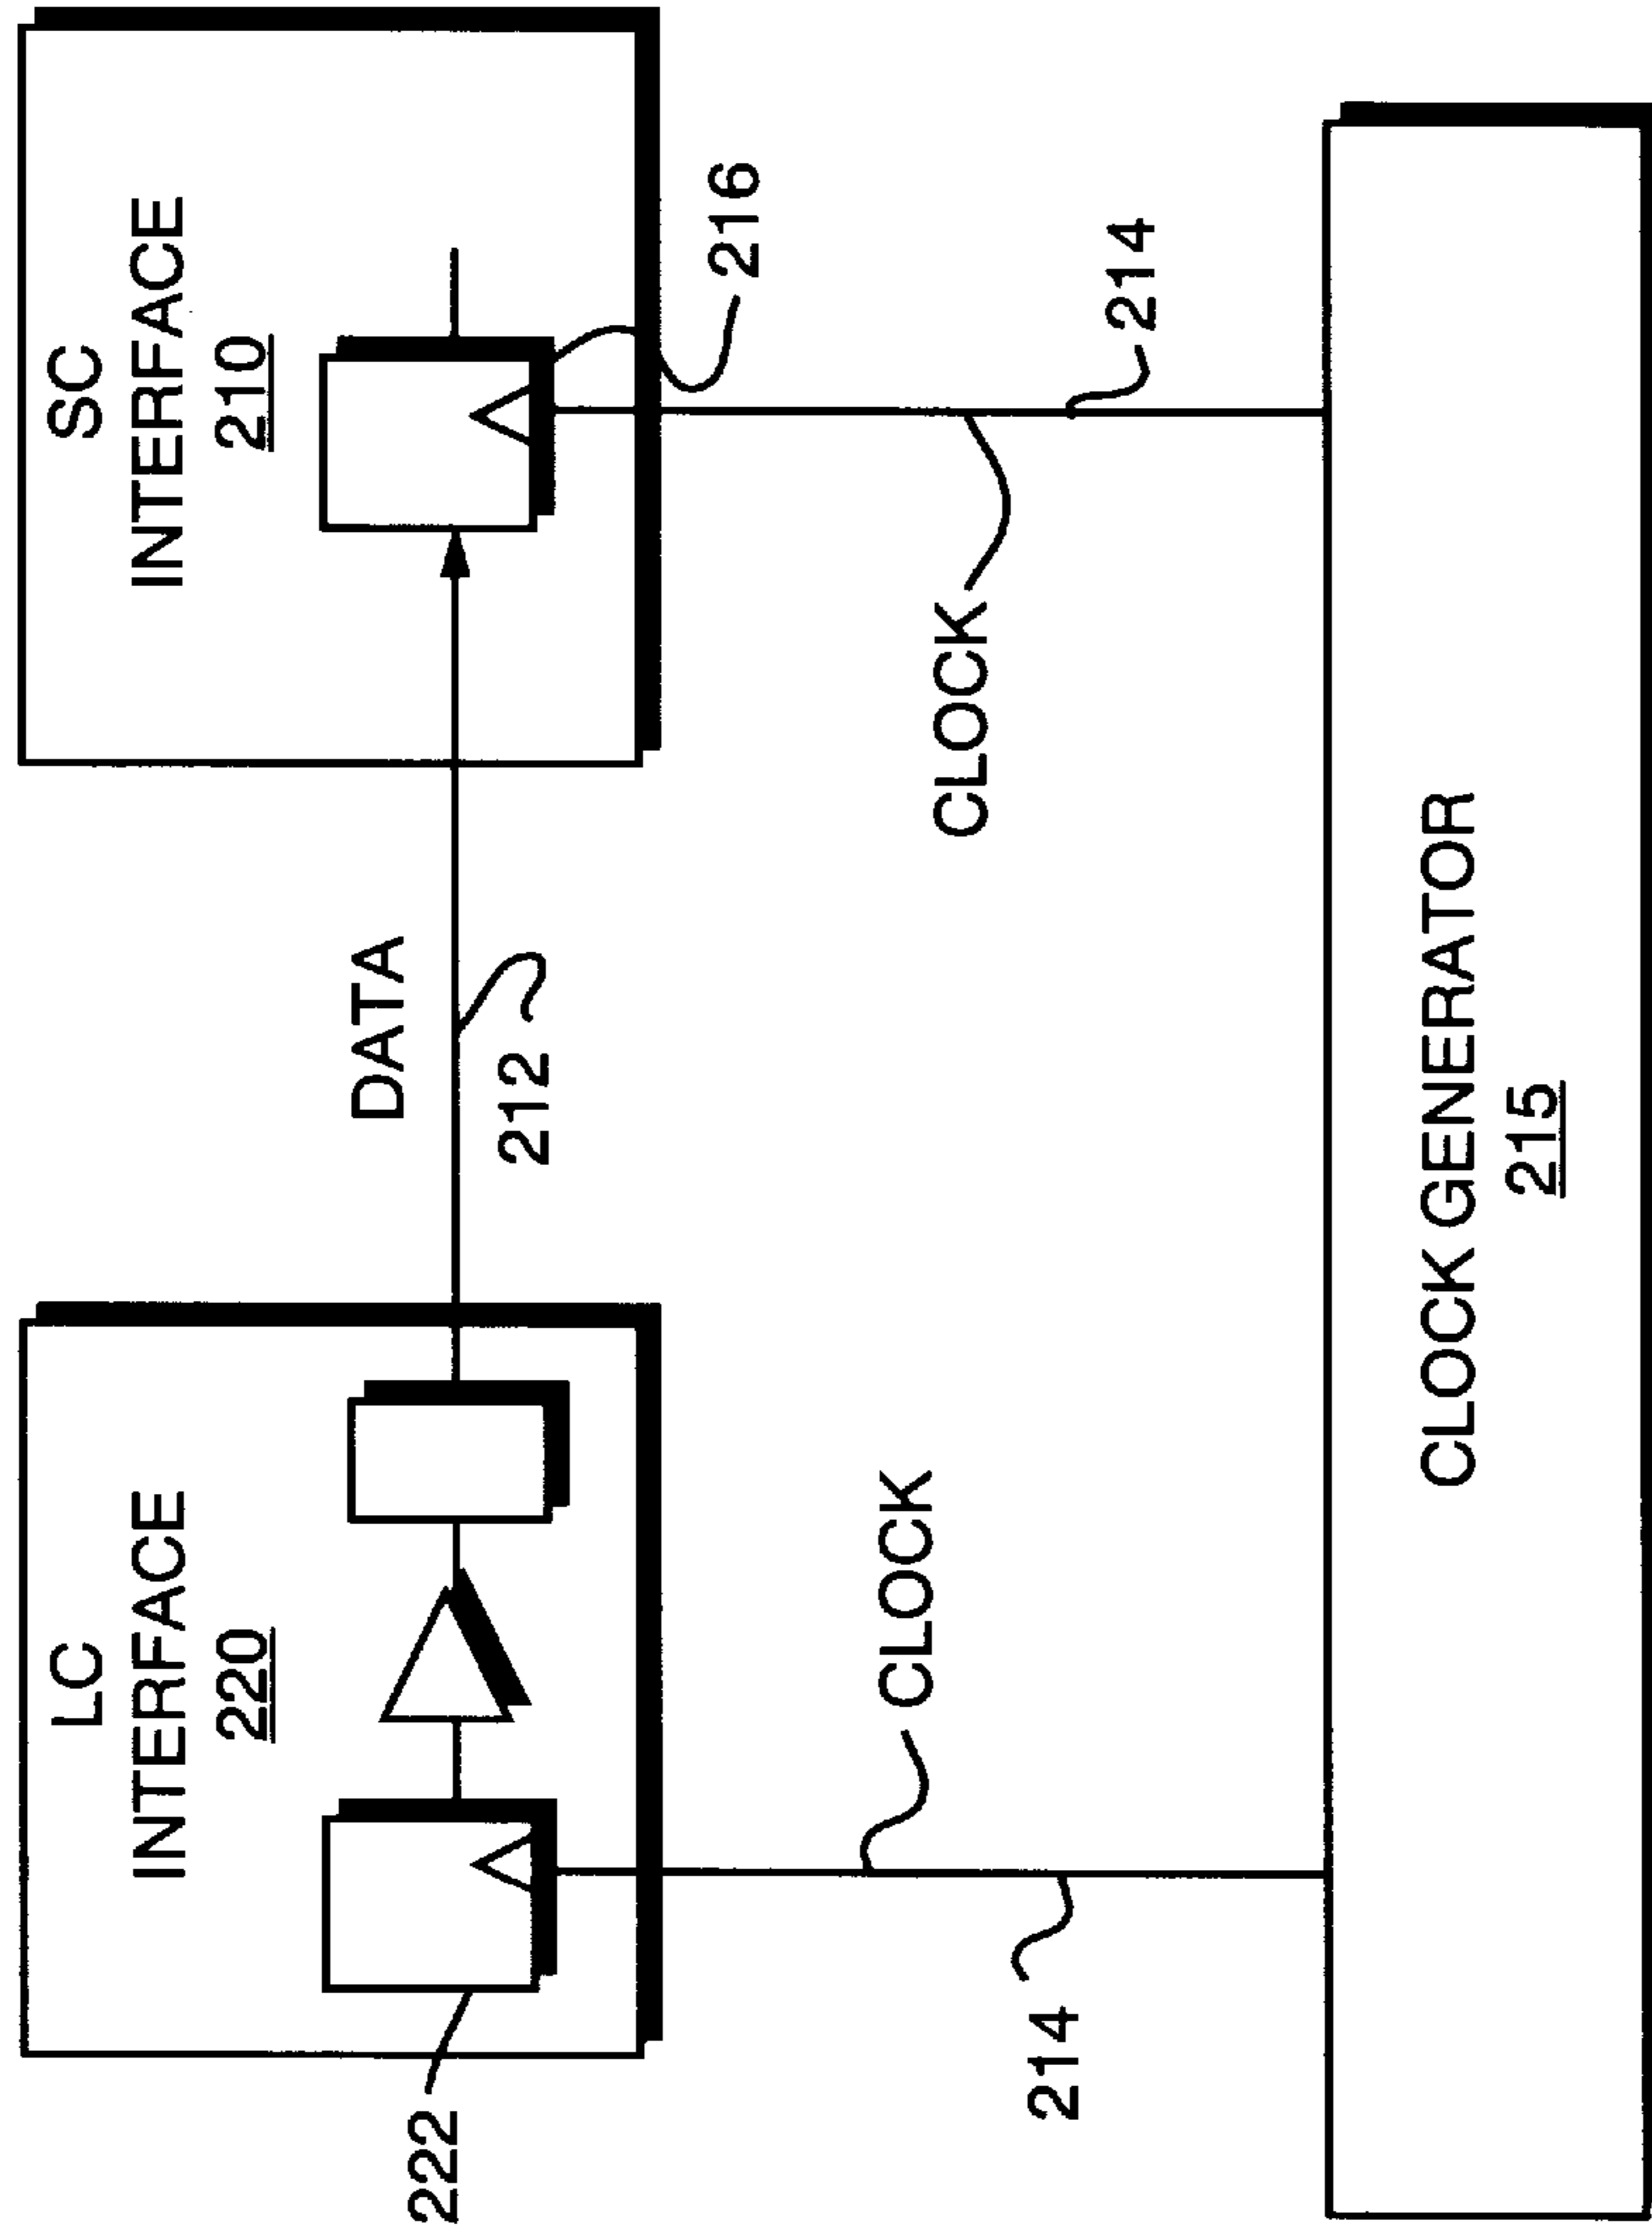 LC
INTERFACE
220
SC
INTERFACE
210
DATA
212
222
216
CLOCK
214
CLOCK
214
CLOCK GENERATOR
215